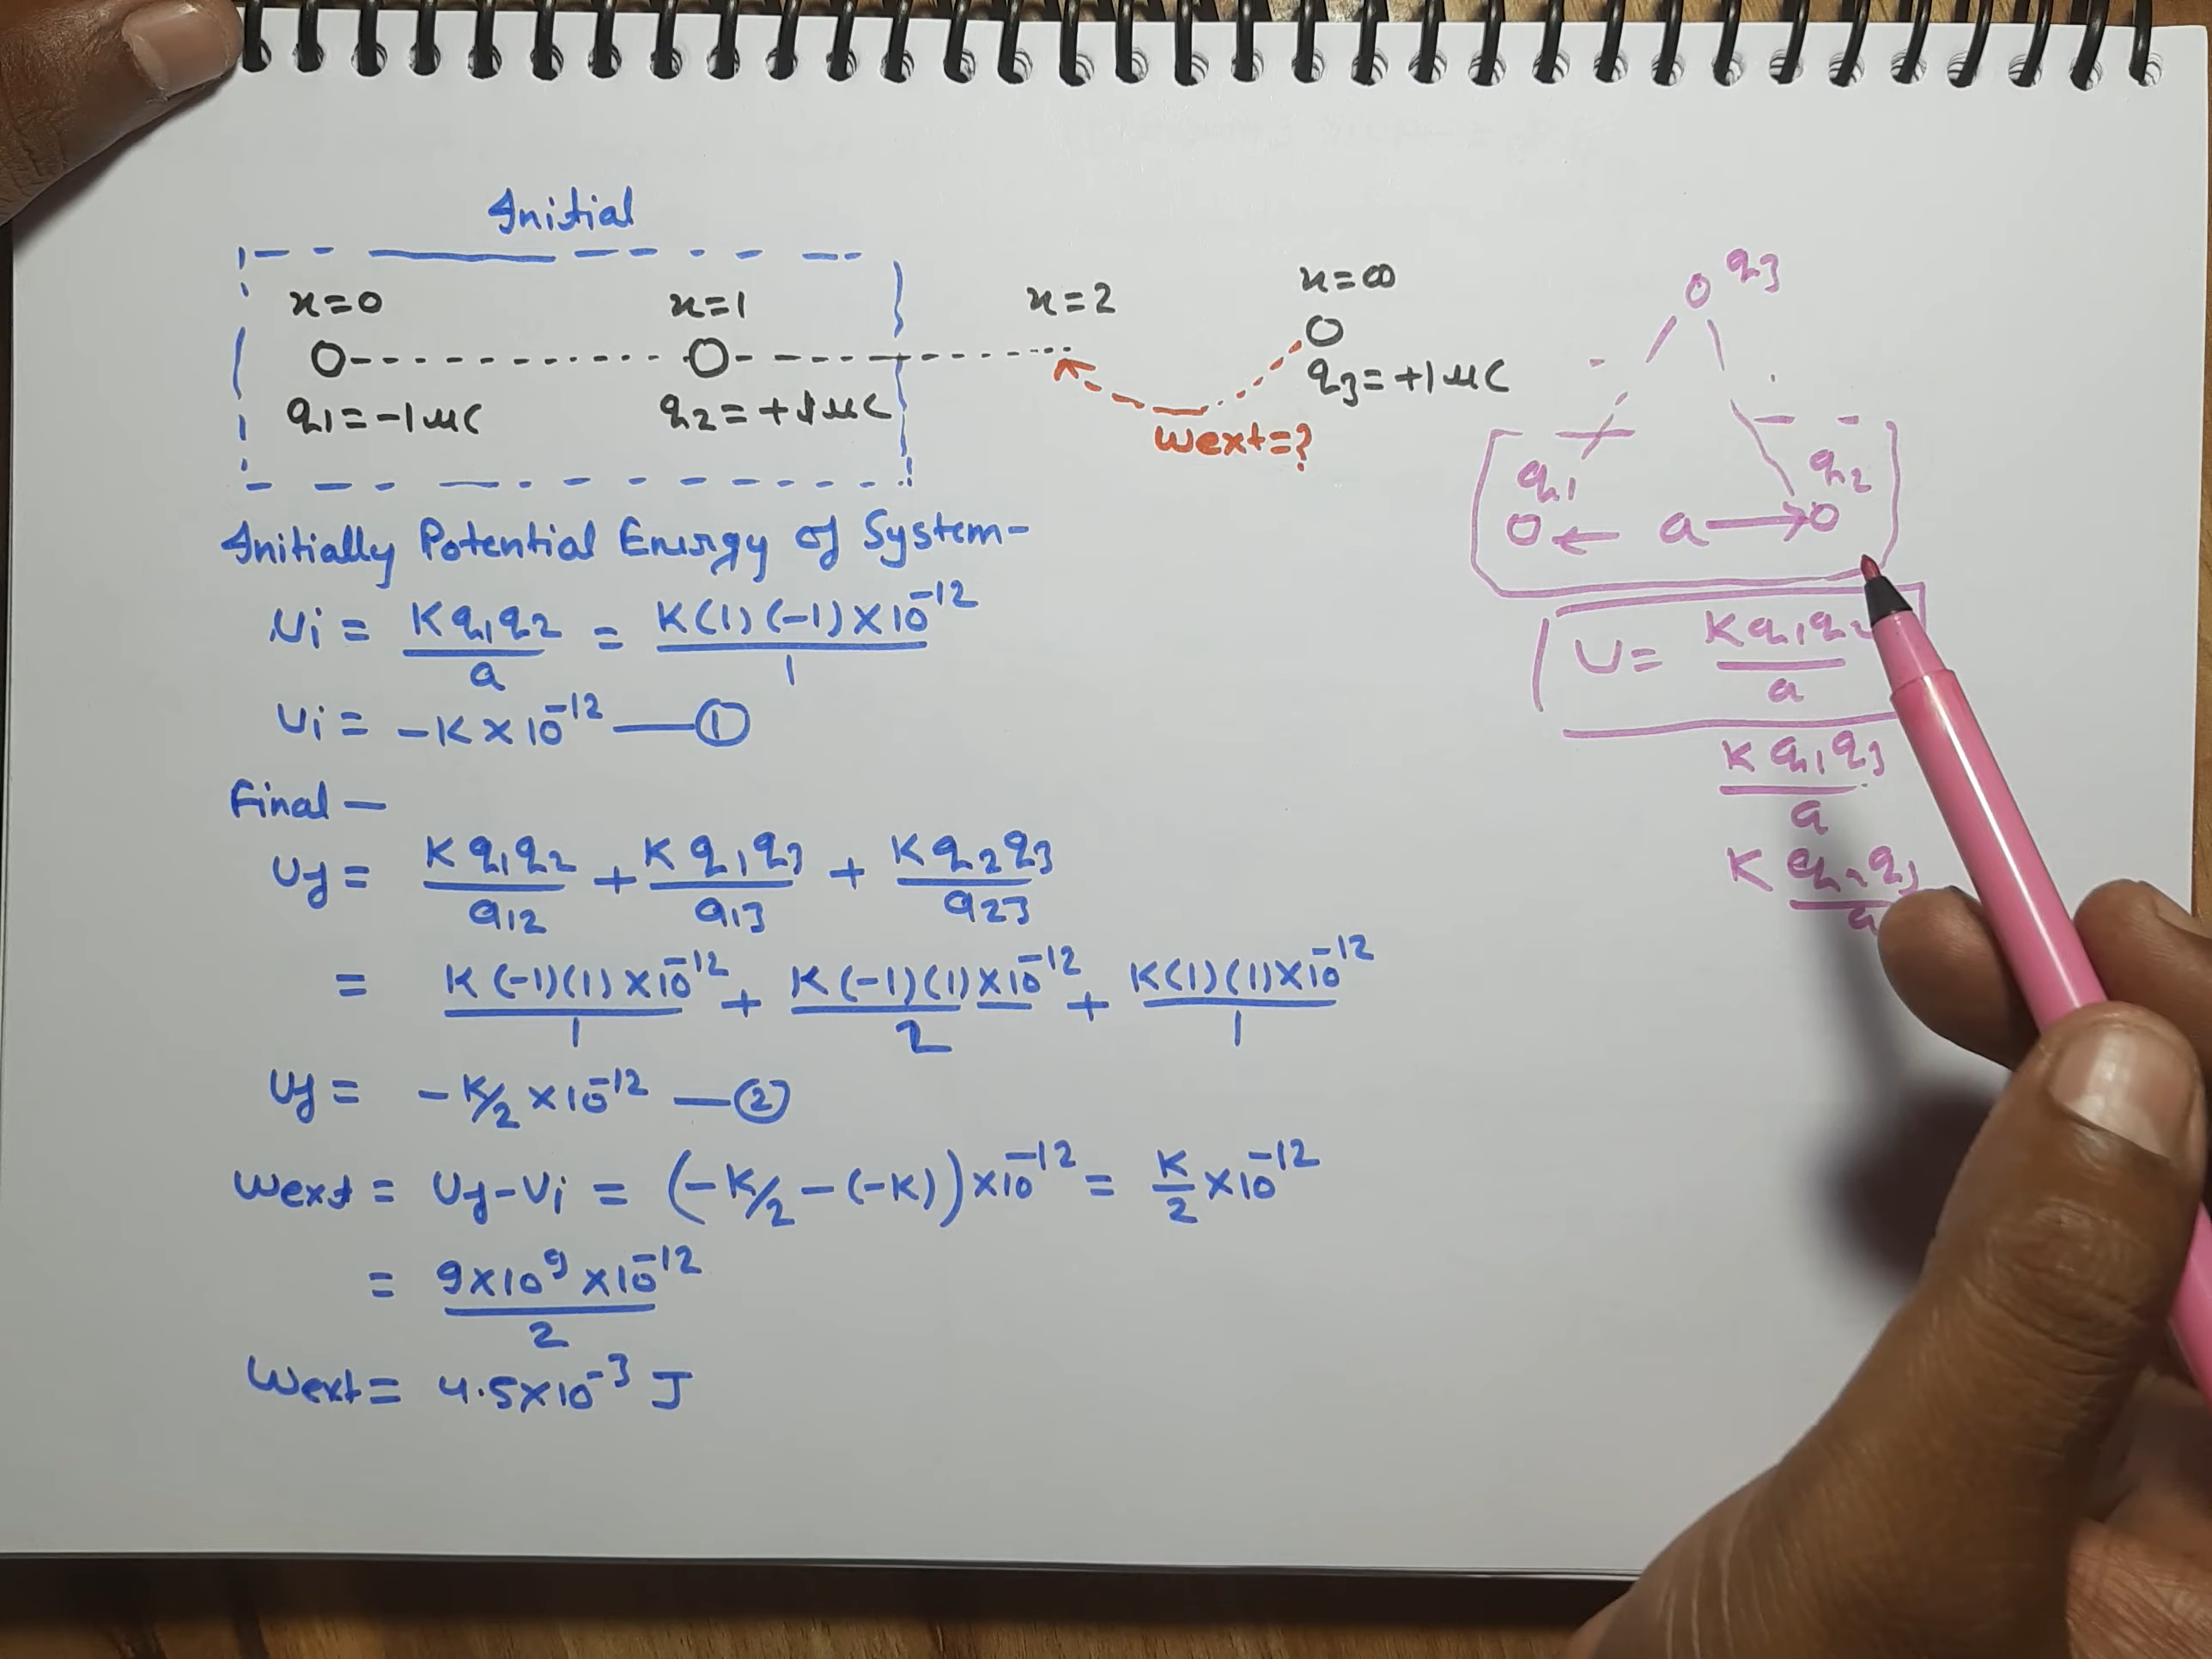 Initial
x=0 x=1 x=2 x=∞
q1=-1μC q2=+1μC q3=+1μC
Wext=?
Initially Potential Energy of System-
Ui = Kq1q2/a = K(1)(-1)×10^-12/1
Ui = -K×10^-12 — ①
Final —
Uf = Kq1q2/a12 + Kq1q3/a13 + Kq2q3/a23
= K(-1)(1)×10^-12/1 + K(-1)(1)×10^-12/2 + K(1)(1)×10^-12/1
Uf = -K/2×10^-12 — ②
Wext = Uf-Ui = (-K/2-(-K))×10^-12 = K/2×10^-12
= 9×10^9×10^-12/2
Wext = 4.5×10^-3 J
q3
q1 q2
a
U= Kq1q2/a
Kq1q3/a
Kq2q3/a